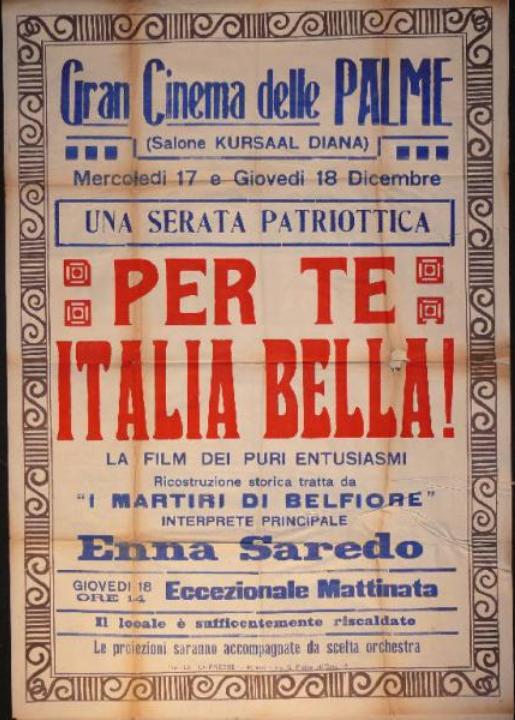 Gran Cinema delle PALME
(Salone KURSAAL DIANA)
Mercoledi 17 e Giovedi 18 Dicembre
UNA SERATA PATRIOTTICA
PER TE
ITALIA BELLA!
LA FILM DEI PURI ENTUSIASMI
Ricostruzione storica tratta da
"I MARTIRI DI BELFIORE"
INTERPRETE PRINCIPALE
Enna Saredo
GIOVEDI 18
ORE 14 Eccezionale Mattinata
Il locale è sufficentemente riscaldato
Le proiezioni saranno accompagnate da scelta orchestra